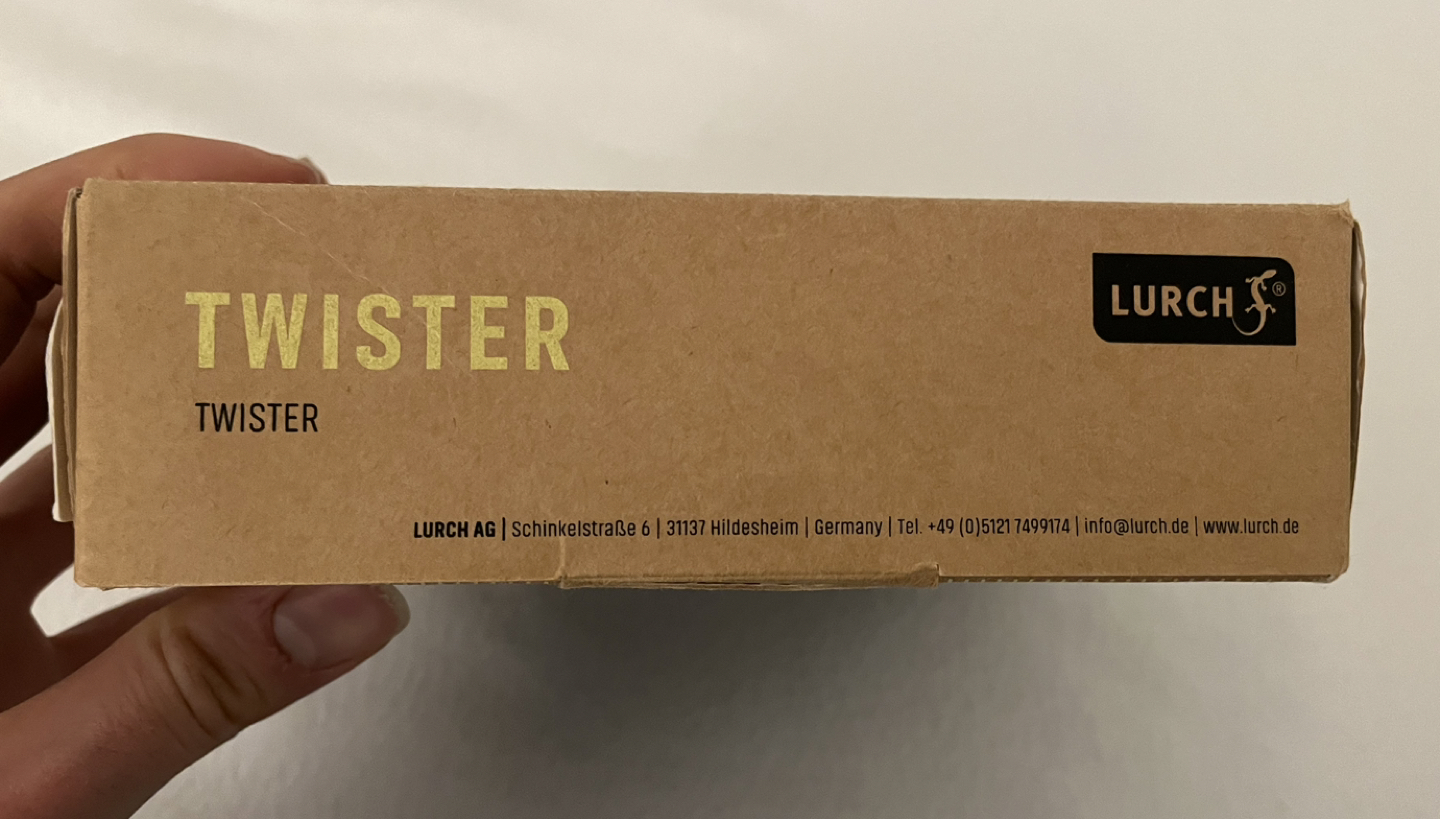 LURCH®
TWISTER
TWISTER
LURCH AG | Schinkelstraße 6 | 31137 Hildesheim | Germany | Tel. +49 (0)5121 7499174 | info@lurch.de | www.lurch.de